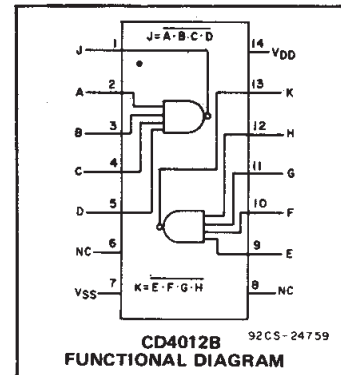 J=A·B·C·D
J 1
14 VDD
A 2
13 K
B 3
12 H
C 4
11 G
D 5
10 F
NC 6
9 E
VSS 7
K=E·F·G·H
8 NC
CD4012B
92CS-24759
FUNCTIONAL DIAGRAM